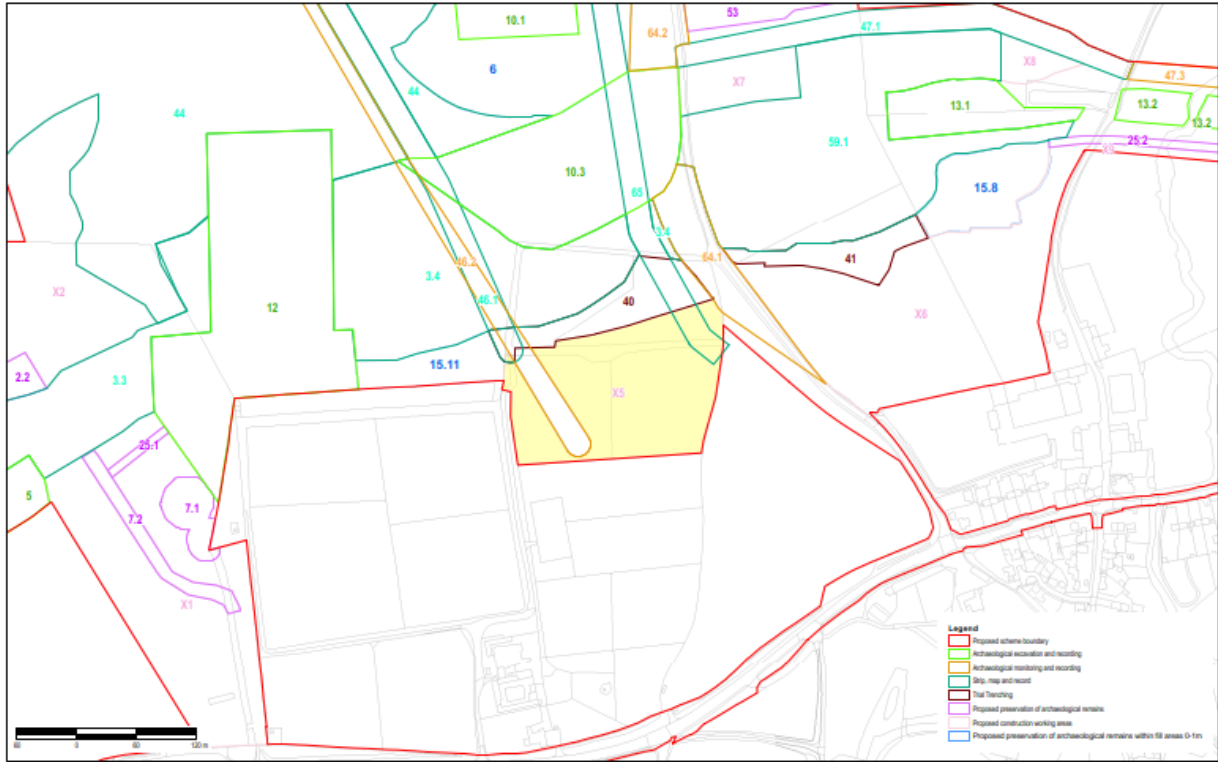 10.1
53
64.2
47.1
6
X8
X7
47.3
44
13.1
13.2
44
13.2
59.1
25.2
X9
10.3
15.8
65
3.4
64.1
41
46.2
3.4
X2
46.1
40
12
X6
15.11
2.2
3.3
X5
25.1
5
7.1
7.2
X1
Legend
Proposed scheme boundary
Archaeological excavation and recording
Archaeological monitoring and recording
Strip, map and record
Trial Trenching
Proposed preservation of archaeological remains
Proposed construction working areas
Proposed preservation of archaeological remains within fill areas 0-1m
60 0 60 120 m